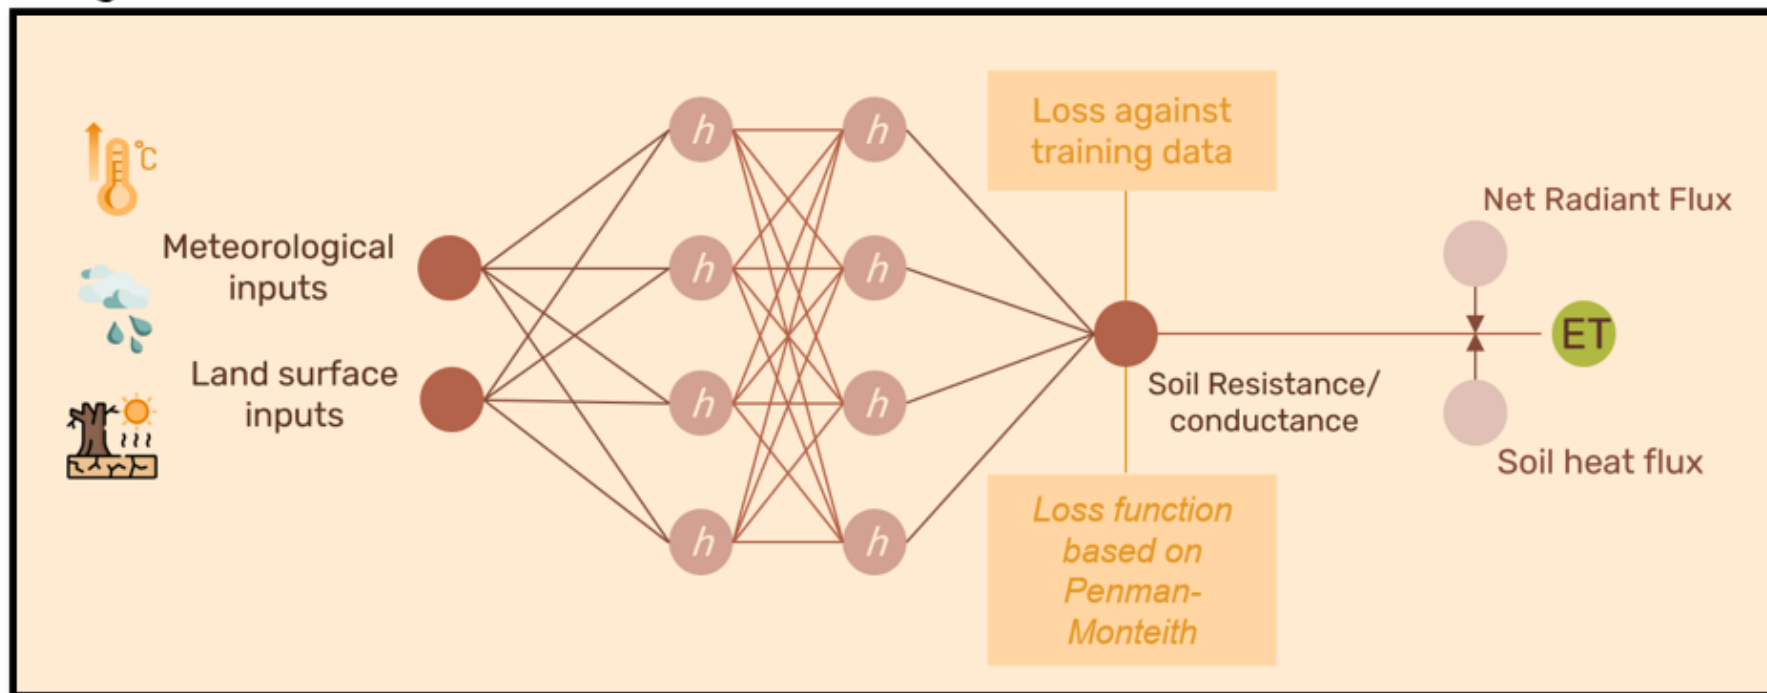 °C
Meteorological
inputs
Land surface
inputs
h
h
h
h
h
h
h
h
Loss against
training data
Soil Resistance/
conductance
Loss function
based on
Penman-
Monteith
Net Radiant Flux
ET
Soil heat flux